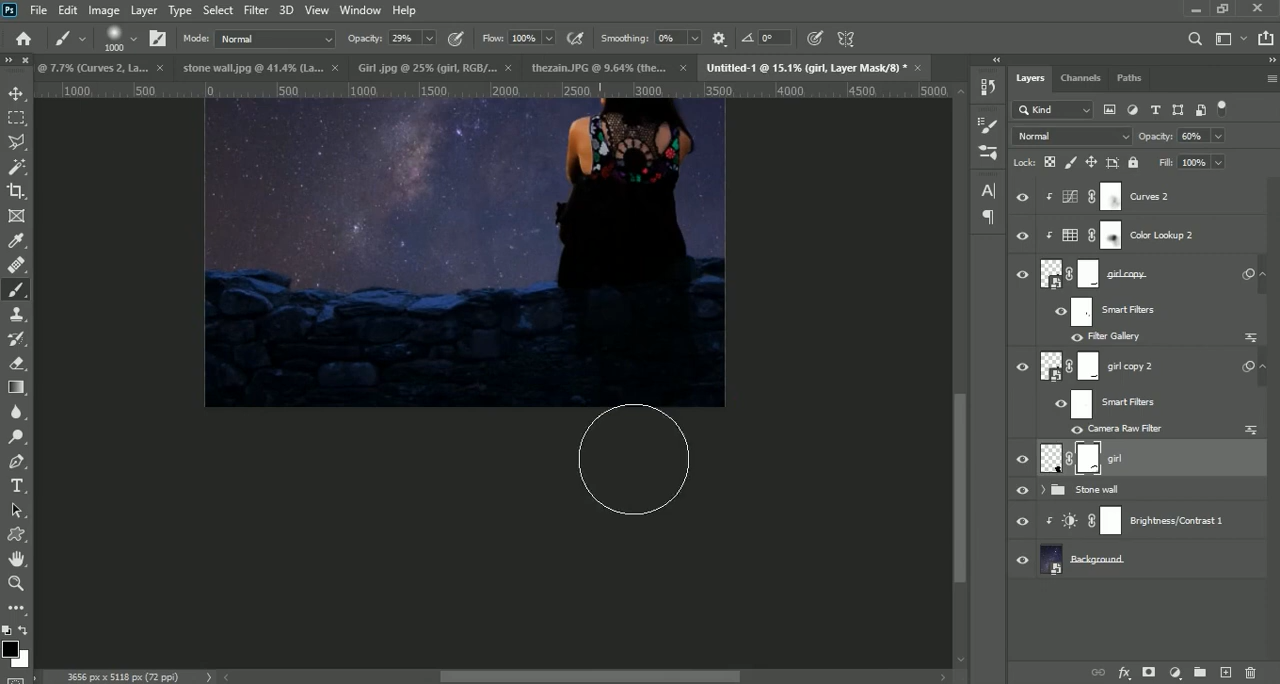 Ps File Edit Image Layer Type Select Filter 3D View Window Help
1000 Mode: Normal Opacity: 29% Flow: 100% Smoothing: 0% 0°
@ 7.7% (Curves 2, La... × stone wall.jpg @ 41.4% (La... × Girl .jpg @ 25% (girl, RGB/... × thezain.JPG @ 9.64% (the... × Untitled-1 @ 15.1% (girl, Layer Mask/8) * ×
1000 500 0 500 1000 1500 2000 2500 3000 3500 4000 4500 5000
Layers Channels Paths
Kind
Normal Opacity: 60%
Lock: Fill: 100%
Curves 2
Color Lookup 2
girl copy
Smart Filters
Filter Gallery
girl copy 2
Smart Filters
Camera Raw Filter
girl
Stone wall
Brightness/Contrast 1
Background
3656 px x 5118 px (72 ppi)